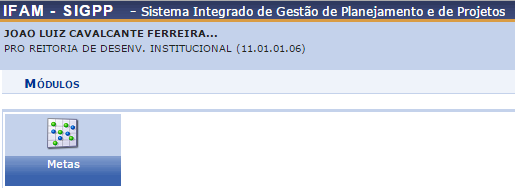 IFAM - SIGPP - Sistema Integrado de Gestão de Planejamento e de Projetos
JOAO LUIZ CAVALCANTE FERREIRA...
PRO REITORIA DE DESENV. INSTITUCIONAL (11.01.01.06)
MÓDULOS
Metas